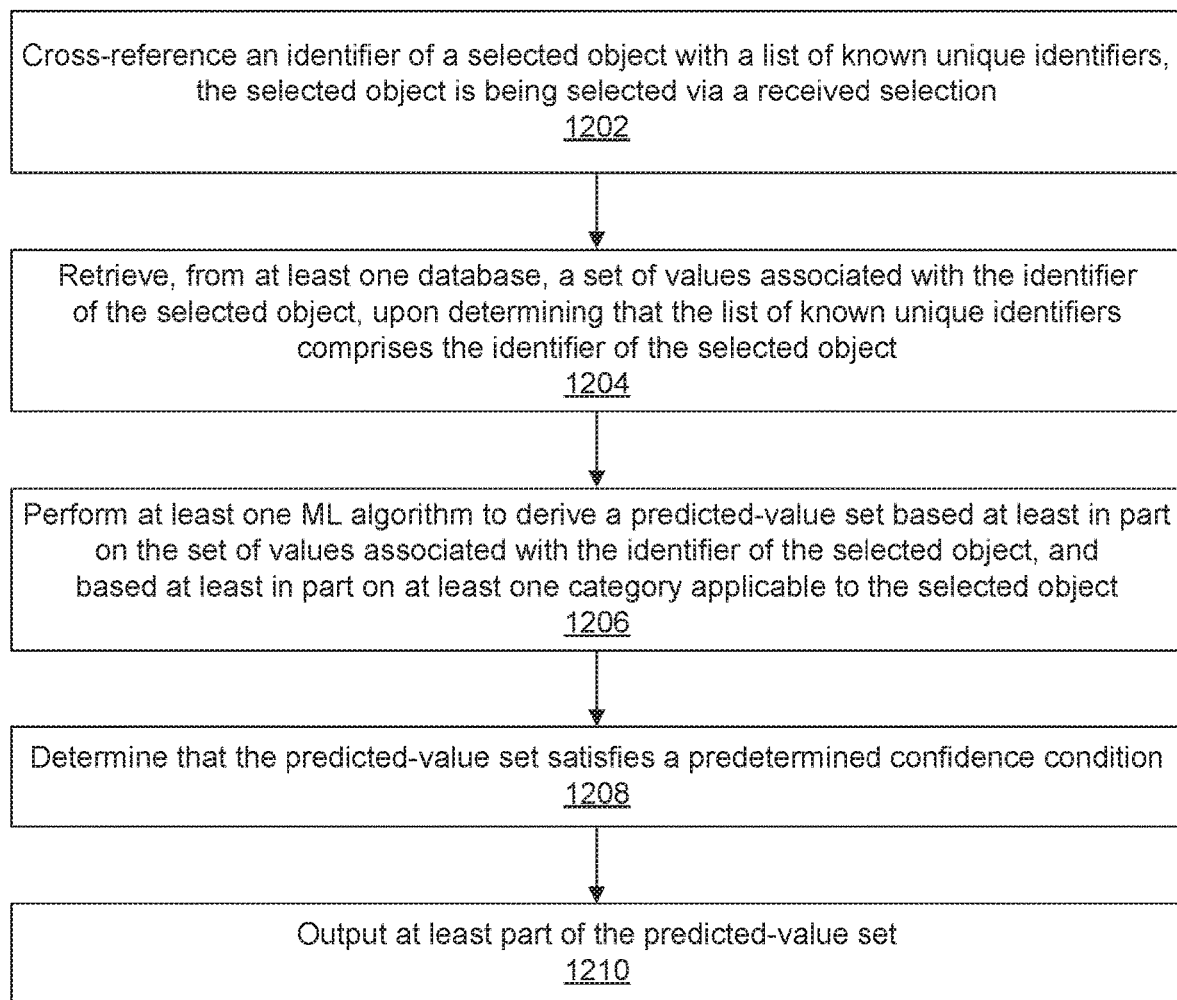 Cross-reference an identifier of a selected object with a list of known unique identifiers,
the selected object is being selected via a received selection
1202
Retrieve, from at least one database, a set of values associated with the identifier
of the selected object, upon determining that the list of known unique identifiers
comprises the identifier of the selected object
1204
Perform at least one ML algorithm to derive a predicted-value set based at least in part
on the set of values associated with the identifier of the selected object, and
based at least in part on at least one category applicable to the selected object
1206
Determine that the predicted-value set satisfies a predetermined confidence condition
1208
Output at least part of the predicted-value set
1210